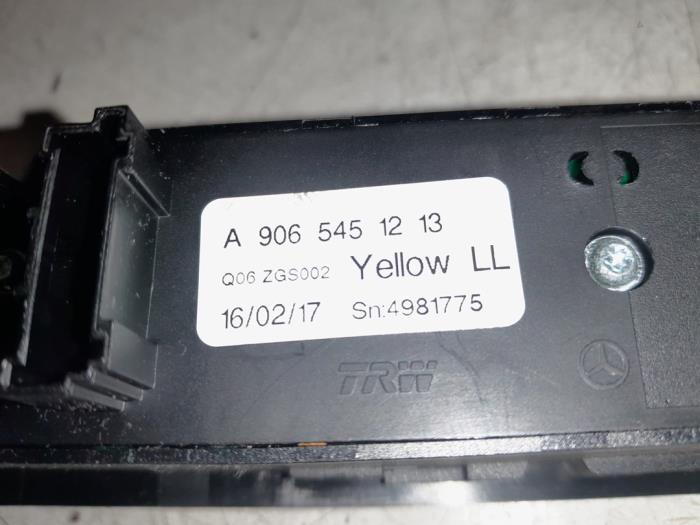 A 906 545 12 13
Q06 ZGS002 Yellow LL
16/02/17 Sn:4981775
TRW